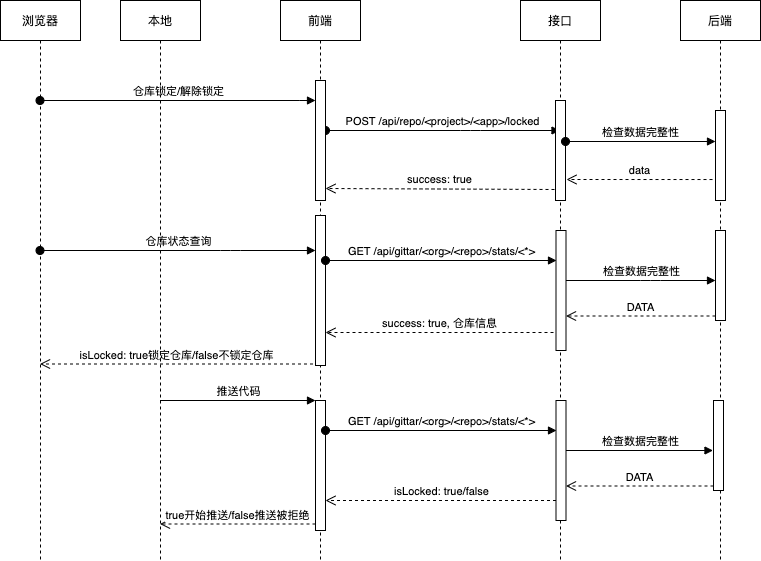 浏览器
本地
前端
接口
后端
仓库锁定/解除锁定
POST /api/repo/<project>/<app>/locked
检查数据完整性
data
success: true
仓库状态查询
GET /api/gittar/<org>/<repo>/stats/<*>
检查数据完整性
DATA
success: true, 仓库信息
isLocked: true锁定仓库/false不锁定仓库
推送代码
GET /api/gittar/<org>/<repo>/stats/<*>
检查数据完整性
DATA
isLocked: true/false
true开始推送/false推送被拒绝